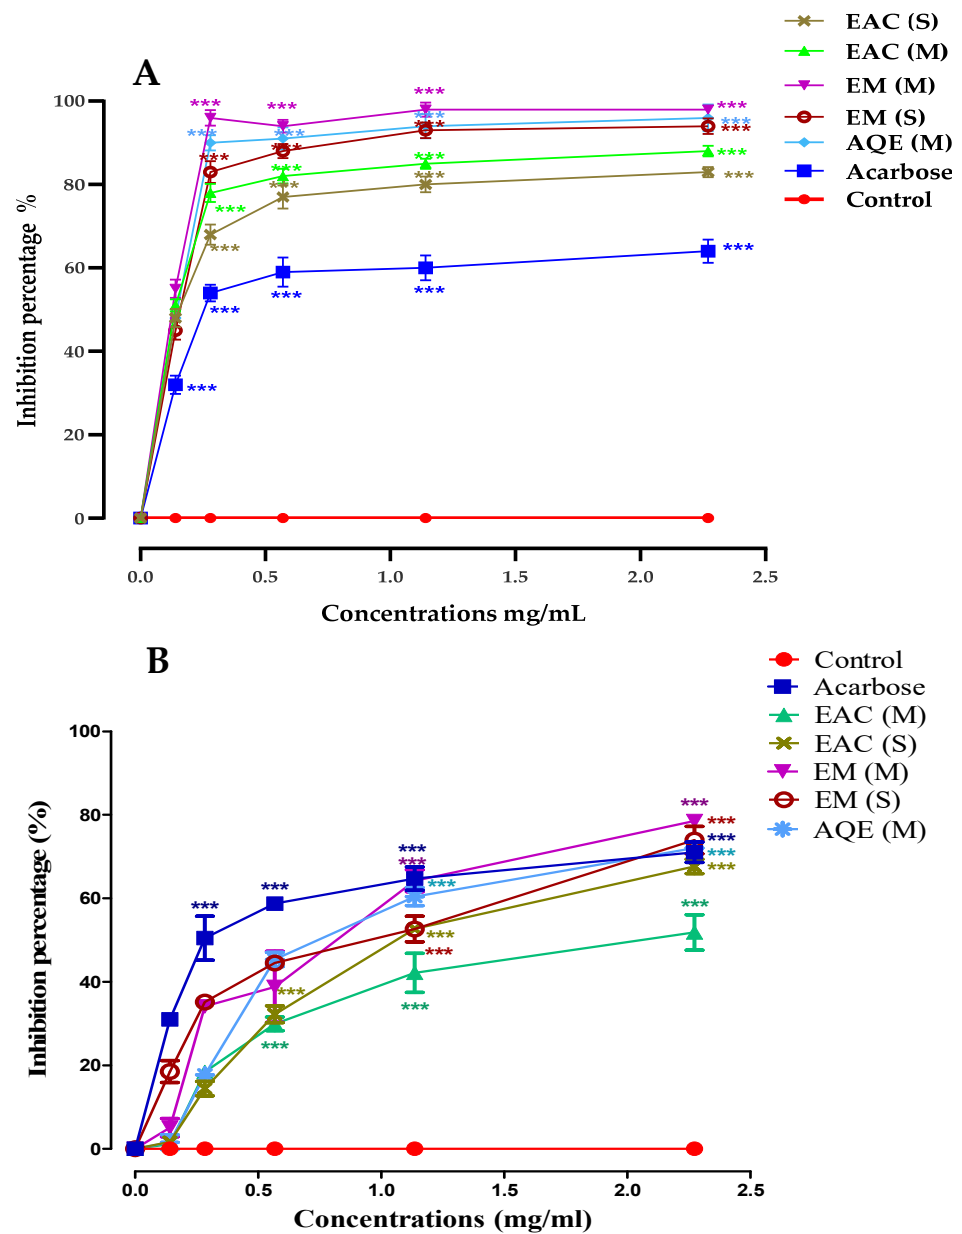 EAC (S)
EAC (M)
EM (M)
EM (S)
AQE (M)
Acarbose
Control
A
100
80
60
40
20
0
Inhibition percentage %
*** *** *** ***
*** *** *** ***
*** *** *** ***
*** *** *** ***
*** *** *** ***
*** *** *** *** ***
0.0 0.5 1.0 1.5 2.0 2.5
Concentrations mg/mL
B
Control
Acarbose
EAC (M)
EAC (S)
EM (M)
EM (S)
AQE (M)
100
80
60
40
20
0
Inhibition percentage (%)
*** *** *** ***
*** ***
*** ***
*** ***
*** *** ***
*** *** ***
0.0 0.5 1.0 1.5 2.0 2.5
Concentrations (mg/ml)